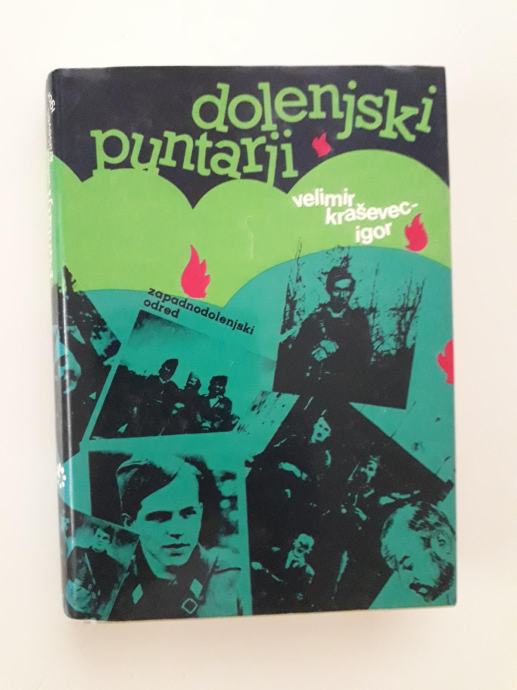 dolenjski
puntarji
velimir
kraševec-
igor
zapadnodolenjski
odred